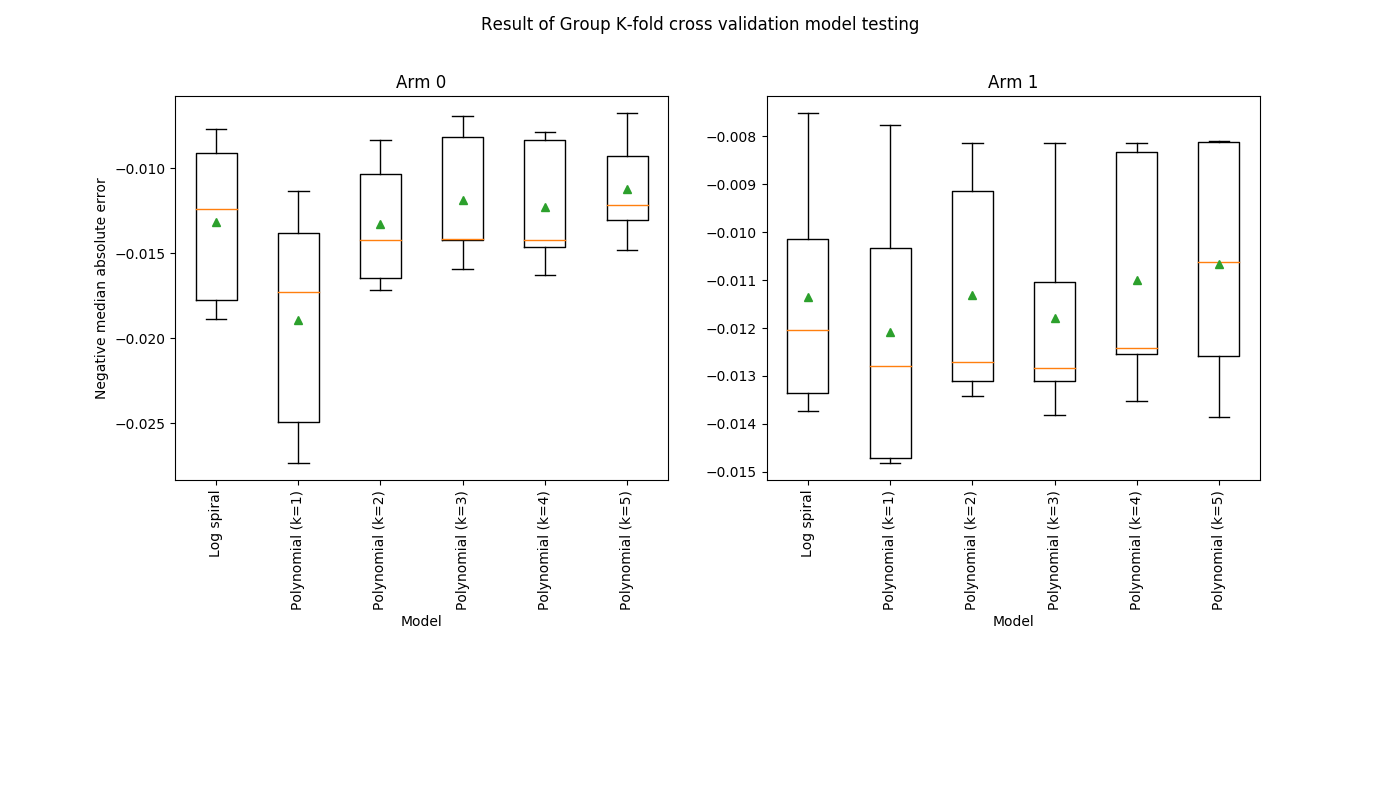 Result of Group K-fold cross validation model testing
Arm 0
Negative median absolute error
−0.010
−0.015
−0.020
−0.025
Log spiral
Polynomial (k=1)
Polynomial (k=2)
Polynomial (k=3)
Polynomial (k=4)
Polynomial (k=5)
Model
Arm 1
−0.008
−0.009
−0.010
−0.011
−0.012
−0.013
−0.014
−0.015
Log spiral
Polynomial (k=1)
Polynomial (k=2)
Polynomial (k=3)
Polynomial (k=4)
Polynomial (k=5)
Model